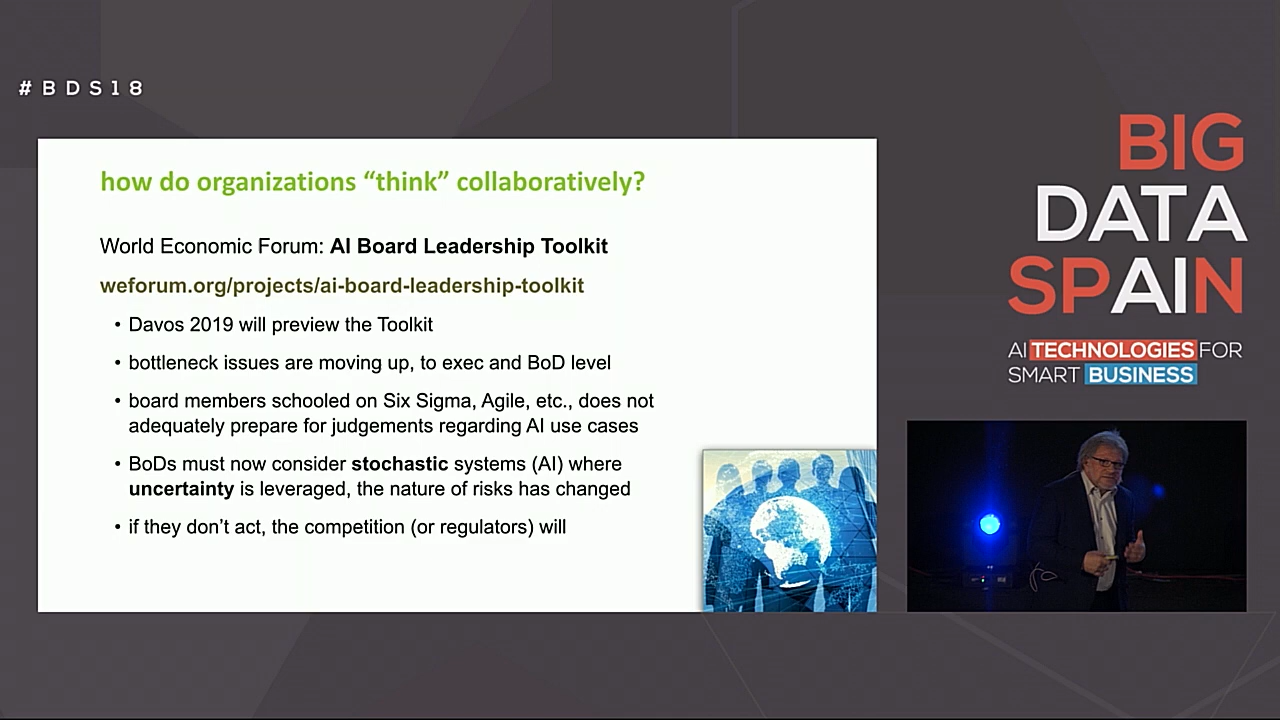 #BDS18
how do organizations “think” collaboratively?
World Economic Forum: AI Board Leadership Toolkit
weforum.org/projects/ai-board-leadership-toolkit
• Davos 2019 will preview the Toolkit
• bottleneck issues are moving up, to exec and BoD level
• board members schooled on Six Sigma, Agile, etc., does not
adequately prepare for judgements regarding AI use cases
• BoDs must now consider stochastic systems (AI) where
uncertainty is leveraged, the nature of risks has changed
• if they don’t act, the competition (or regulators) will
BIG
DATA
SPAIN
AI TECHNOLOGIES FOR
SMART BUSINESS